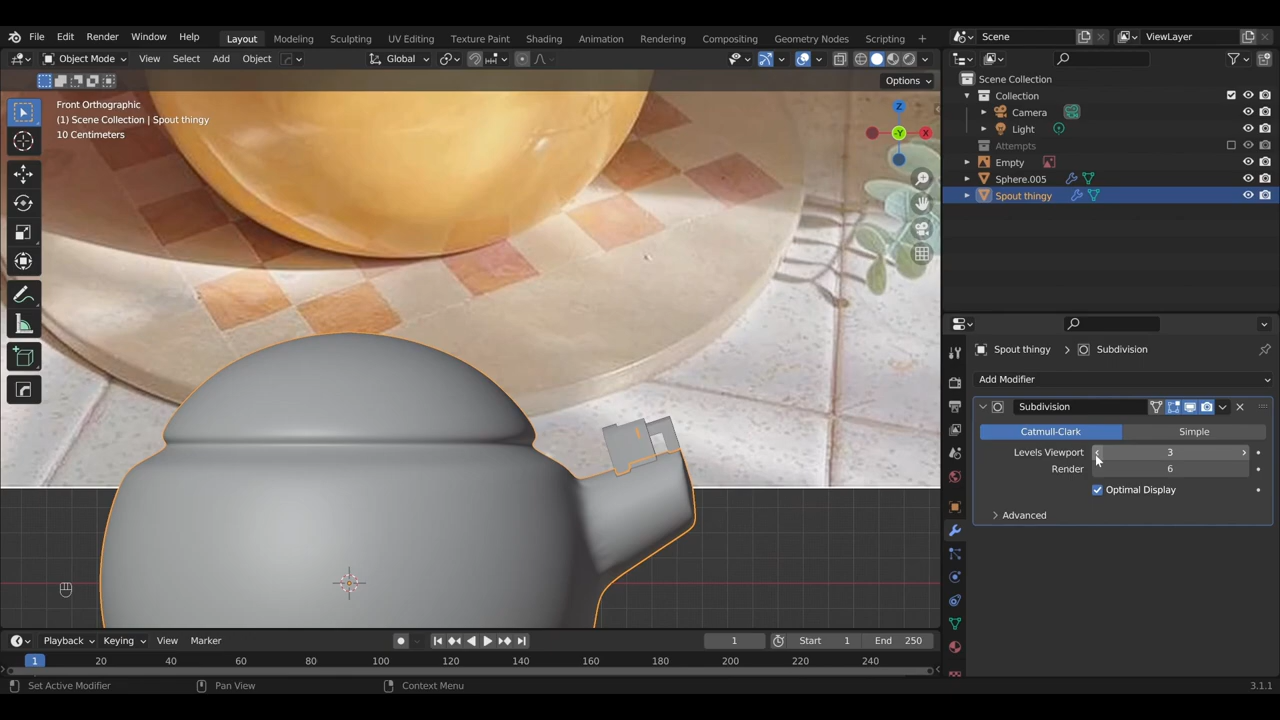 File Edit Render Window Help Layout Modeling Sculpting UV Editing Texture Paint Shading Animation Rendering Compositing Geometry Nodes Scripting + Scene ViewLayer
Object Mode View Select Add Object Global
Options
Front Orthographic
(1) Scene Collection | Spout thingy
10 Centimeters
Z
-Y
X
Scene Collection
Collection
Camera
Light
Attempts
Empty
Sphere.005
Spout thingy
Spout thingy > Subdivision
Add Modifier
Subdivision
Catmull-Clark Simple
Levels Viewport 3
Render 6
Optimal Display
Advanced
Playback Keying View Marker 1 Start 1 End 250
1 20 40 60 80 100 120 140 160 180 200 220 240
Set Active Modifier Pan View Context Menu 3.1.1